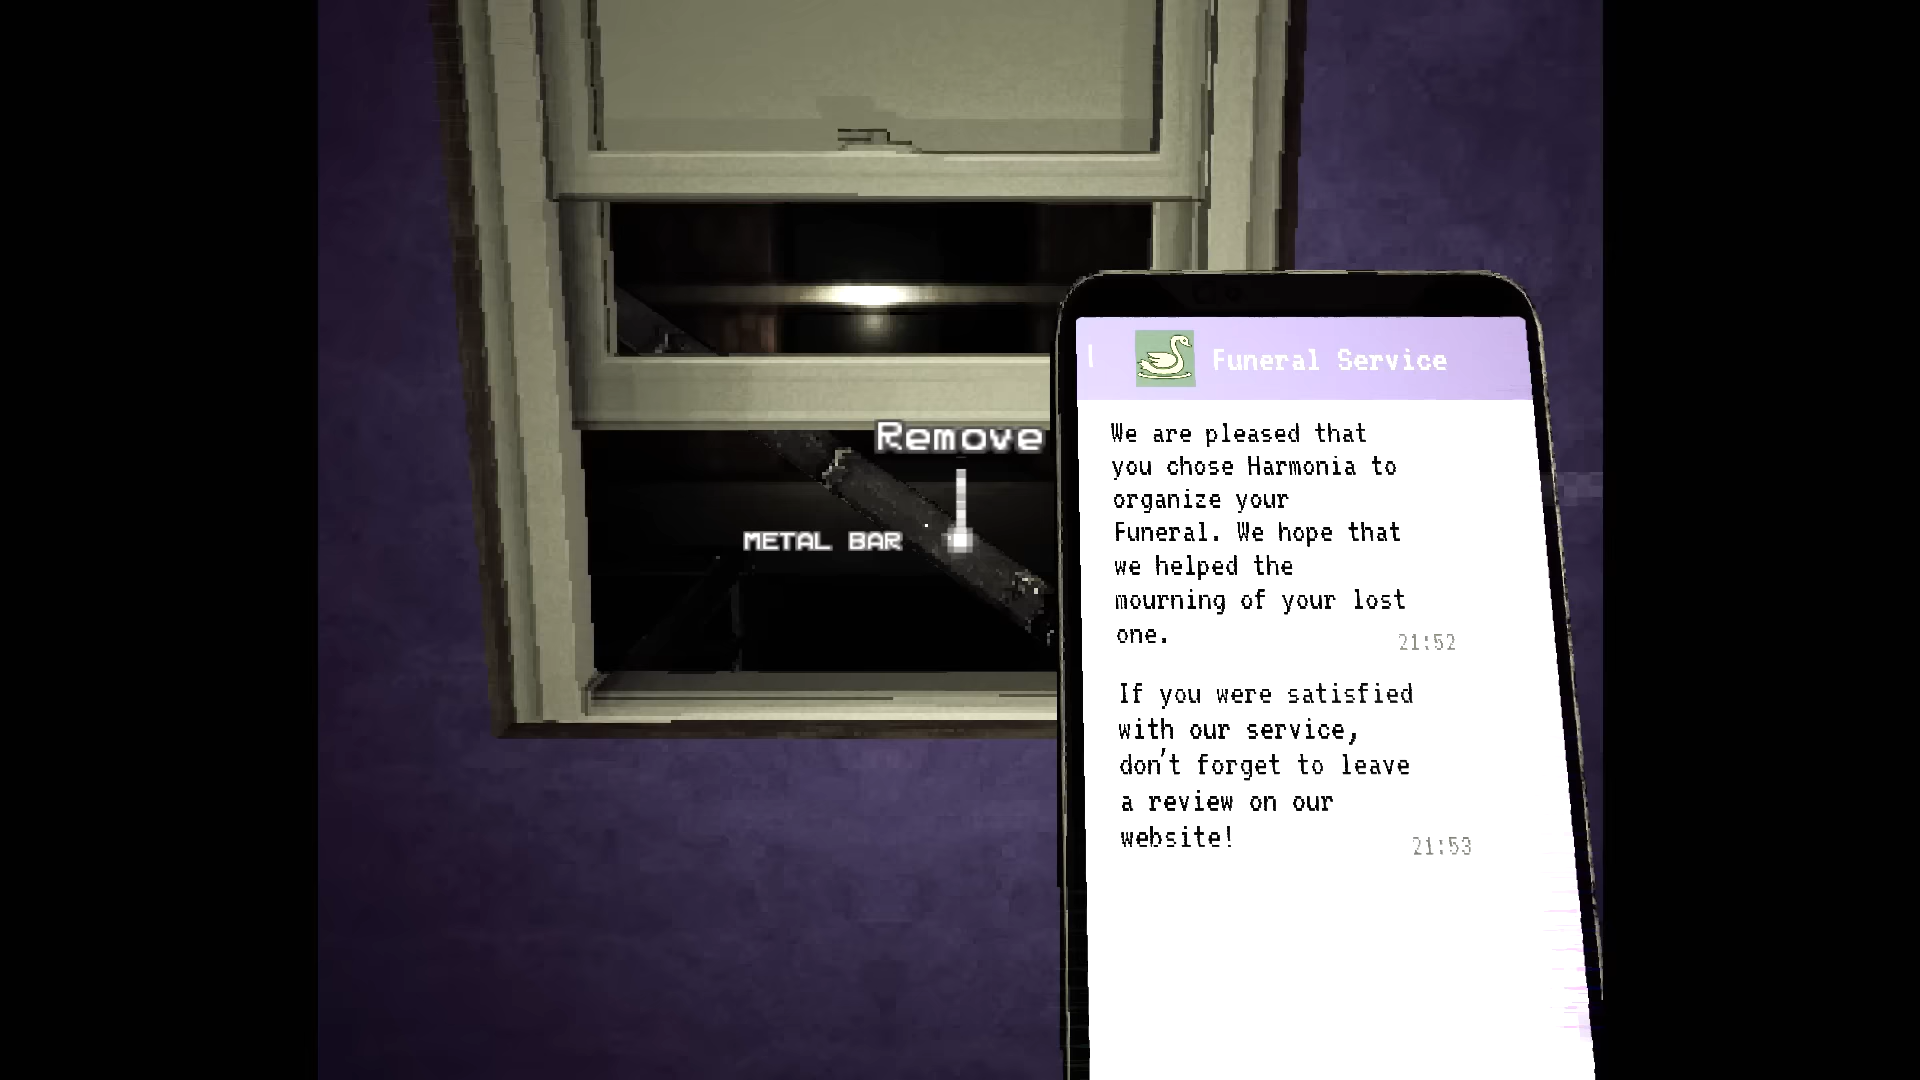 Remove
METAL BAR
Funeral Service
We are pleased that
you chose Harmonia to
organize your
Funeral. We hope that
we helped the
mourning of your lost
one.
21:52
If you were satisfied
with our service,
don't forget to leave
a review on our
website!
21:53